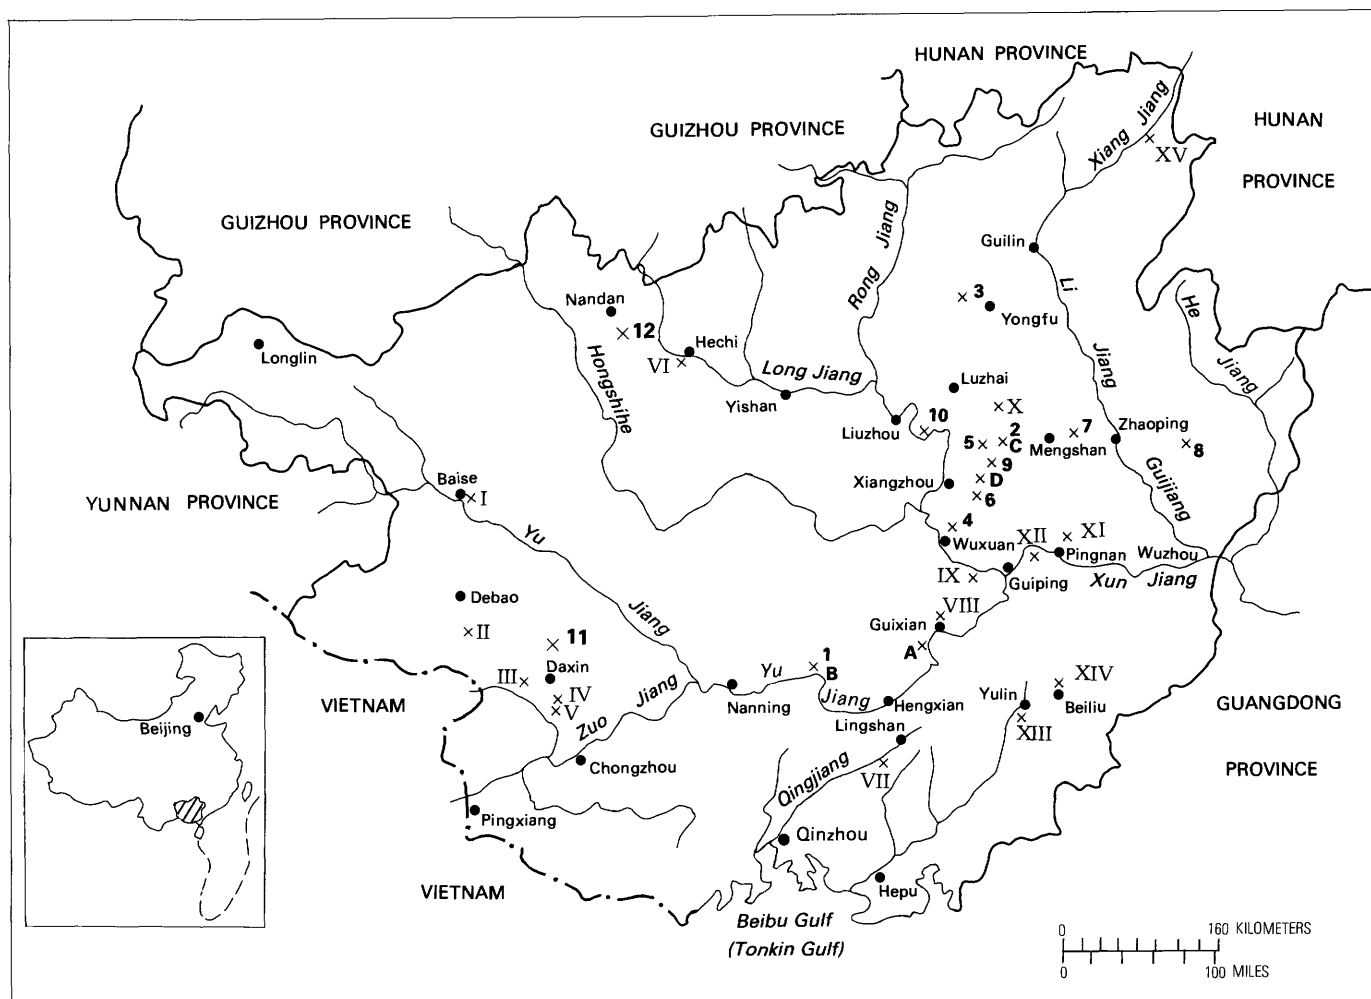 HUNAN PROVINCE
GUIZHOU PROVINCE
HUNAN
PROVINCE
Xiang Jiang
XV
GUIZHOU PROVINCE
Rong Jiang
Guilin
Li
Jiang
He
Jiang
3
Yongfu
Nandan
12
Hechi
VI
Hongshihe
Longlin
Long Jiang
Yishan
Luzhai
X
Liuzhou
10
5
2
C
Mengshan
7
Zhaoping
8
9
D
6
Xiangzhou
Guijiang
4
Wuxuan
XII
XI
Pingnan
Wuzhou
IX
Guiping
Xun Jiang
YUNNAN PROVINCE
Baise
I
Yu
Jiang
Debao
II
11
III
Daxin
IV
V
VIETNAM
Zuo Jiang
Nanning
Yu
Jiang
1
B
VIII
Guixian
A
Hengxian
Lingshan
Yulin
XIII
XIV
Beiliu
GUANGDONG
PROVINCE
Chongzhou
Pingxiang
Qingjiang
VII
Qinzhou
Hepu
VIETNAM
Beibu Gulf
(Tonkin Gulf)
Beijing
0 160 KILOMETERS
0 100 MILES